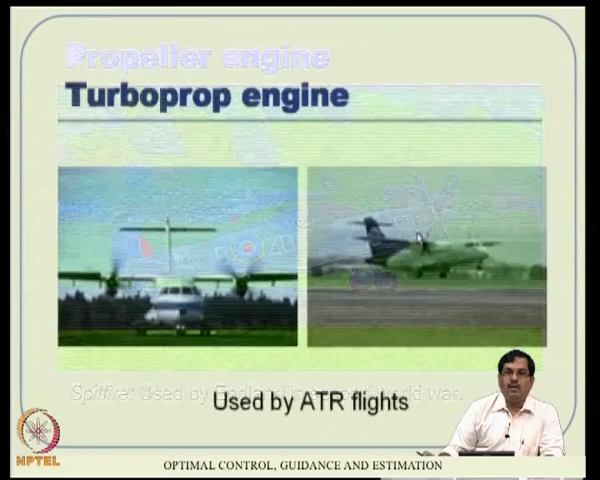 Propeller engine
Turboprop engine
Spitfire: Used by England in second world war.
Used by ATR flights
NPTEL
OPTIMAL CONTROL, GUIDANCE AND ESTIMATION